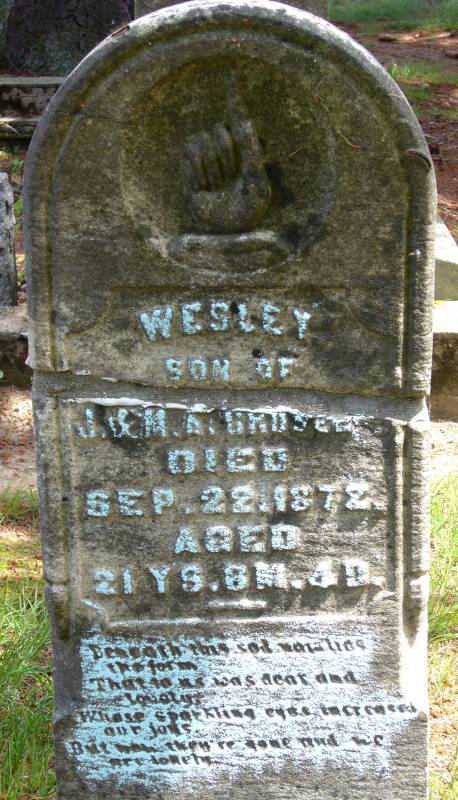 WESLEY
SON OF
J. & M. A.
DIED
SEP. 22, 1872.
AGED
21 YS. 8 M. 4 D.
Beneath this sod now lies
the form
That to us was dear and
lovely.
Whose sparkling eyes increased
our joys
But now they're gone and we
are lonely.